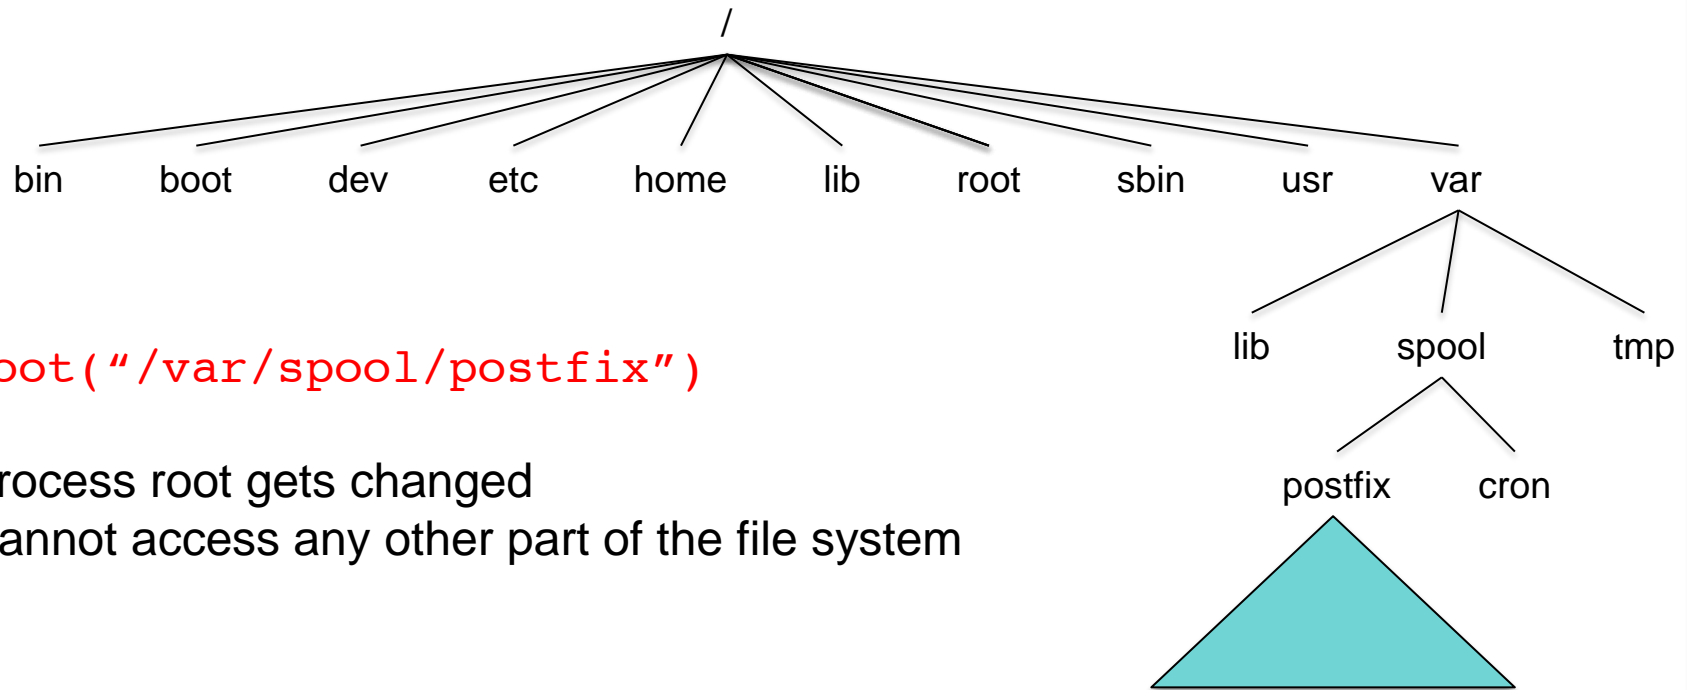 /
bin boot dev etc home lib root sbin usr var
lib spool tmp
oot(“/var/spool/postfix”)
postfix cron
rocess root gets changed
annot access any other part of the file system